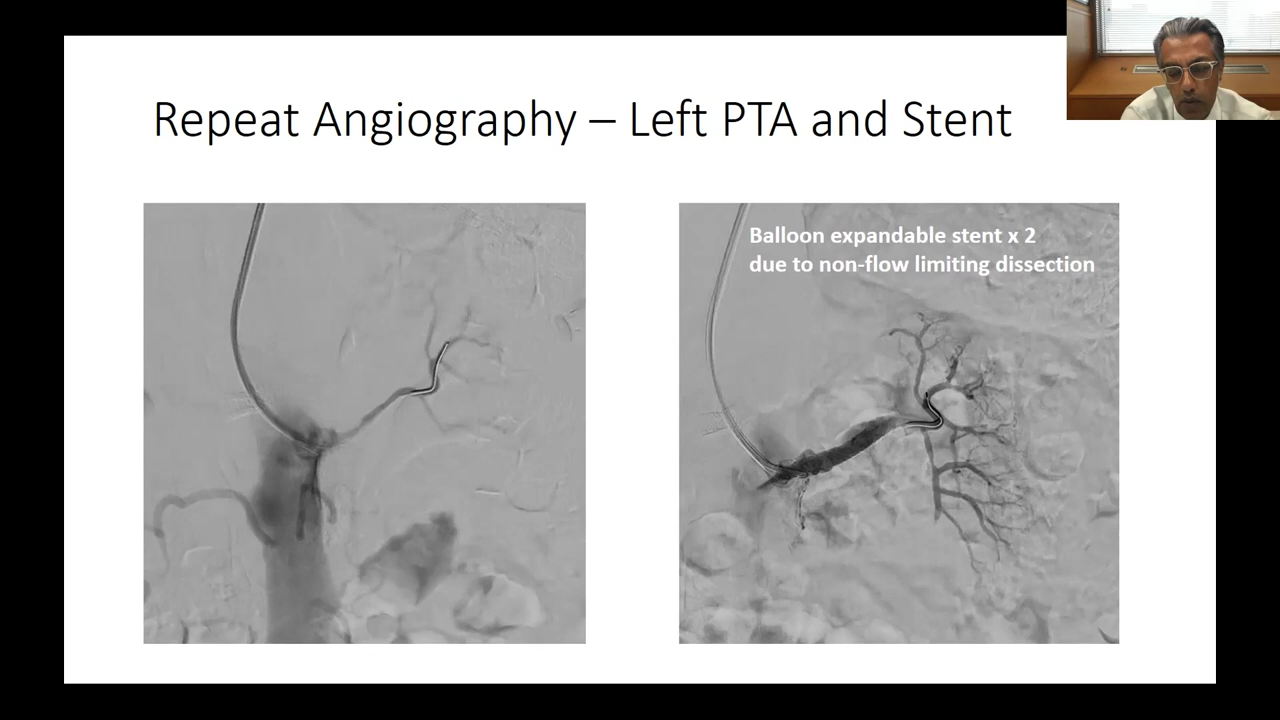 Repeat Angiography – Left PTA and Stent
Balloon expandable stent x 2
due to non-flow limiting dissection